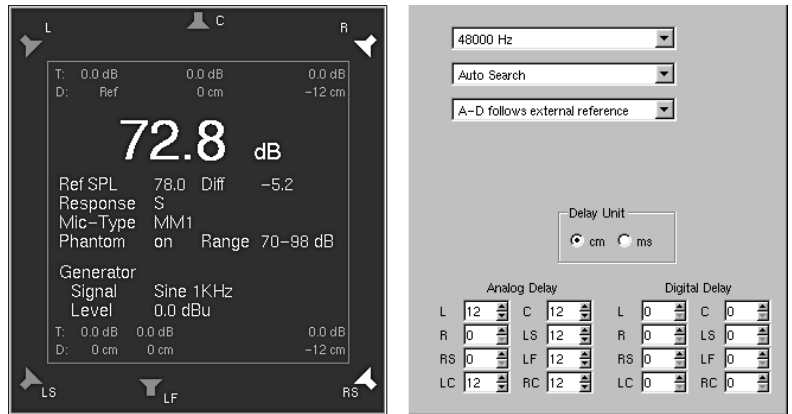 L C R
T: 0.0 dB 0.0 dB 0.0 dB
D: Ref 0 cm −12 cm
72.8 dB
Ref SPL 78.0 Diff −5.2
Response S
Mic−Type MM1
Phantom on Range 70−98 dB
Generator
Signal Sine 1KHz
Level 0.0 dBu
T: 0.0 dB 0.0 dB 0.0 dB
D: 0 cm 0 cm −12 cm
LS LF RS
48000 Hz
Auto Search
A−D follows external reference
Delay Unit
cm ms
Analog Delay Digital Delay
L 12 C 12 L 0 C 0
R 0 LS 12 R 0 LS 0
RS 0 LF 12 RS 0 LF 0
LC 12 RC 12 LC 0 RC 0